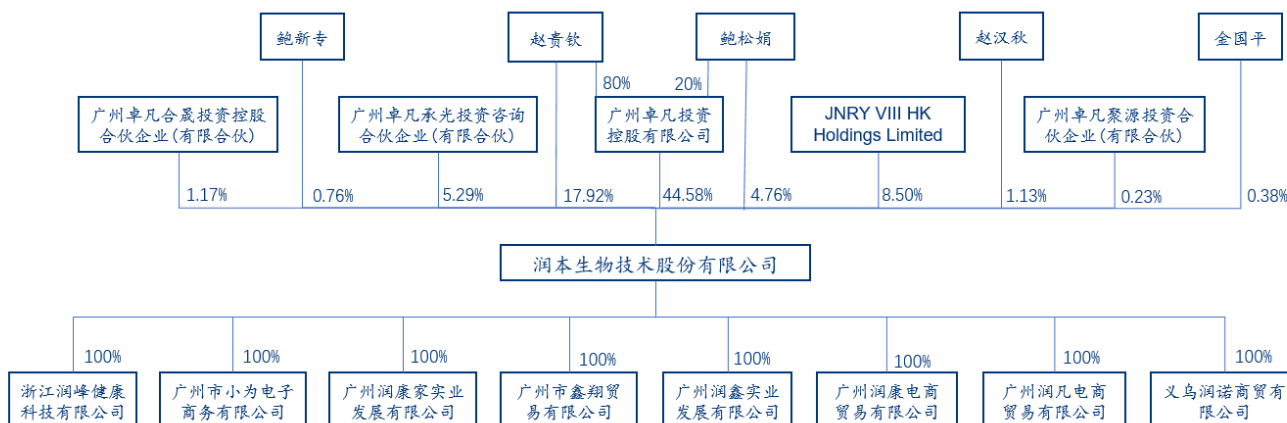 鲍新专
赵贵钦
鲍松娟
赵汉秋
金国平
80%
20%
广州卓凡合晟投资控股
合伙企业(有限合伙)
广州卓凡承光投资咨询
合伙企业(有限合伙)
广州卓凡投资
控股有限公司
JNRY VIII HK
Holdings Limited
广州卓凡聚源投资合
伙企业(有限合伙)
1.17%
0.76%
5.29%
17.92%
44.58%
4.76%
8.50%
1.13%
0.23%
0.38%
润本生物技术股份有限公司
100%
100%
100%
100%
100%
100%
100%
100%
浙江润峰健康
科技有限公司
广州市小为电子
商务有限公司
广州润康家实业
发展有限公司
广州市鑫翔贸
易有限公司
广州润鑫实业
发展有限公司
广州润康电商
贸易有限公司
广州润凡电商
贸易有限公司
义乌润诺商贸有
限公司